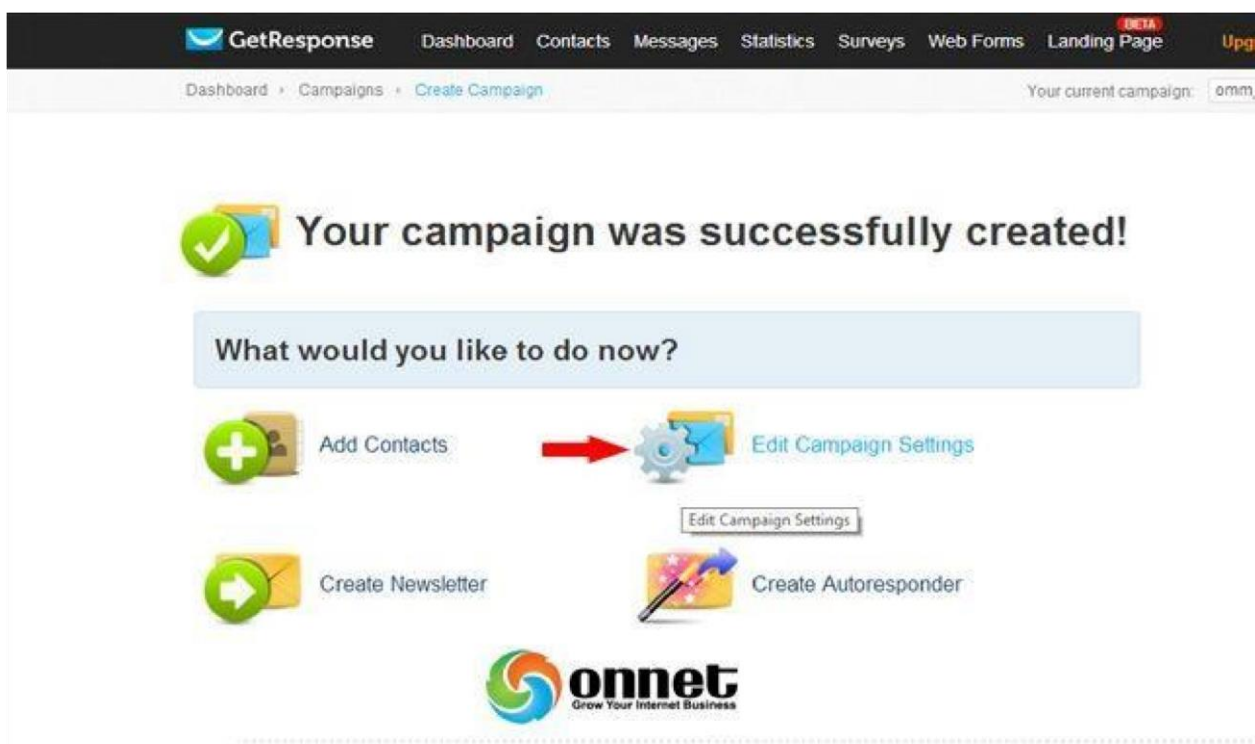 BETA
GetResponse Dashboard Contacts Messages Statistics Surveys Web Forms Landing Page
Dashboard › Campaigns › Create Campaign Your current campaign: omm
Your campaign was successfully created!
What would you like to do now?
Add Contacts Edit Campaign Settings
Edit Campaign Settings
Create Newsletter Create Autoresponder
onnet
Grow Your Internet Business